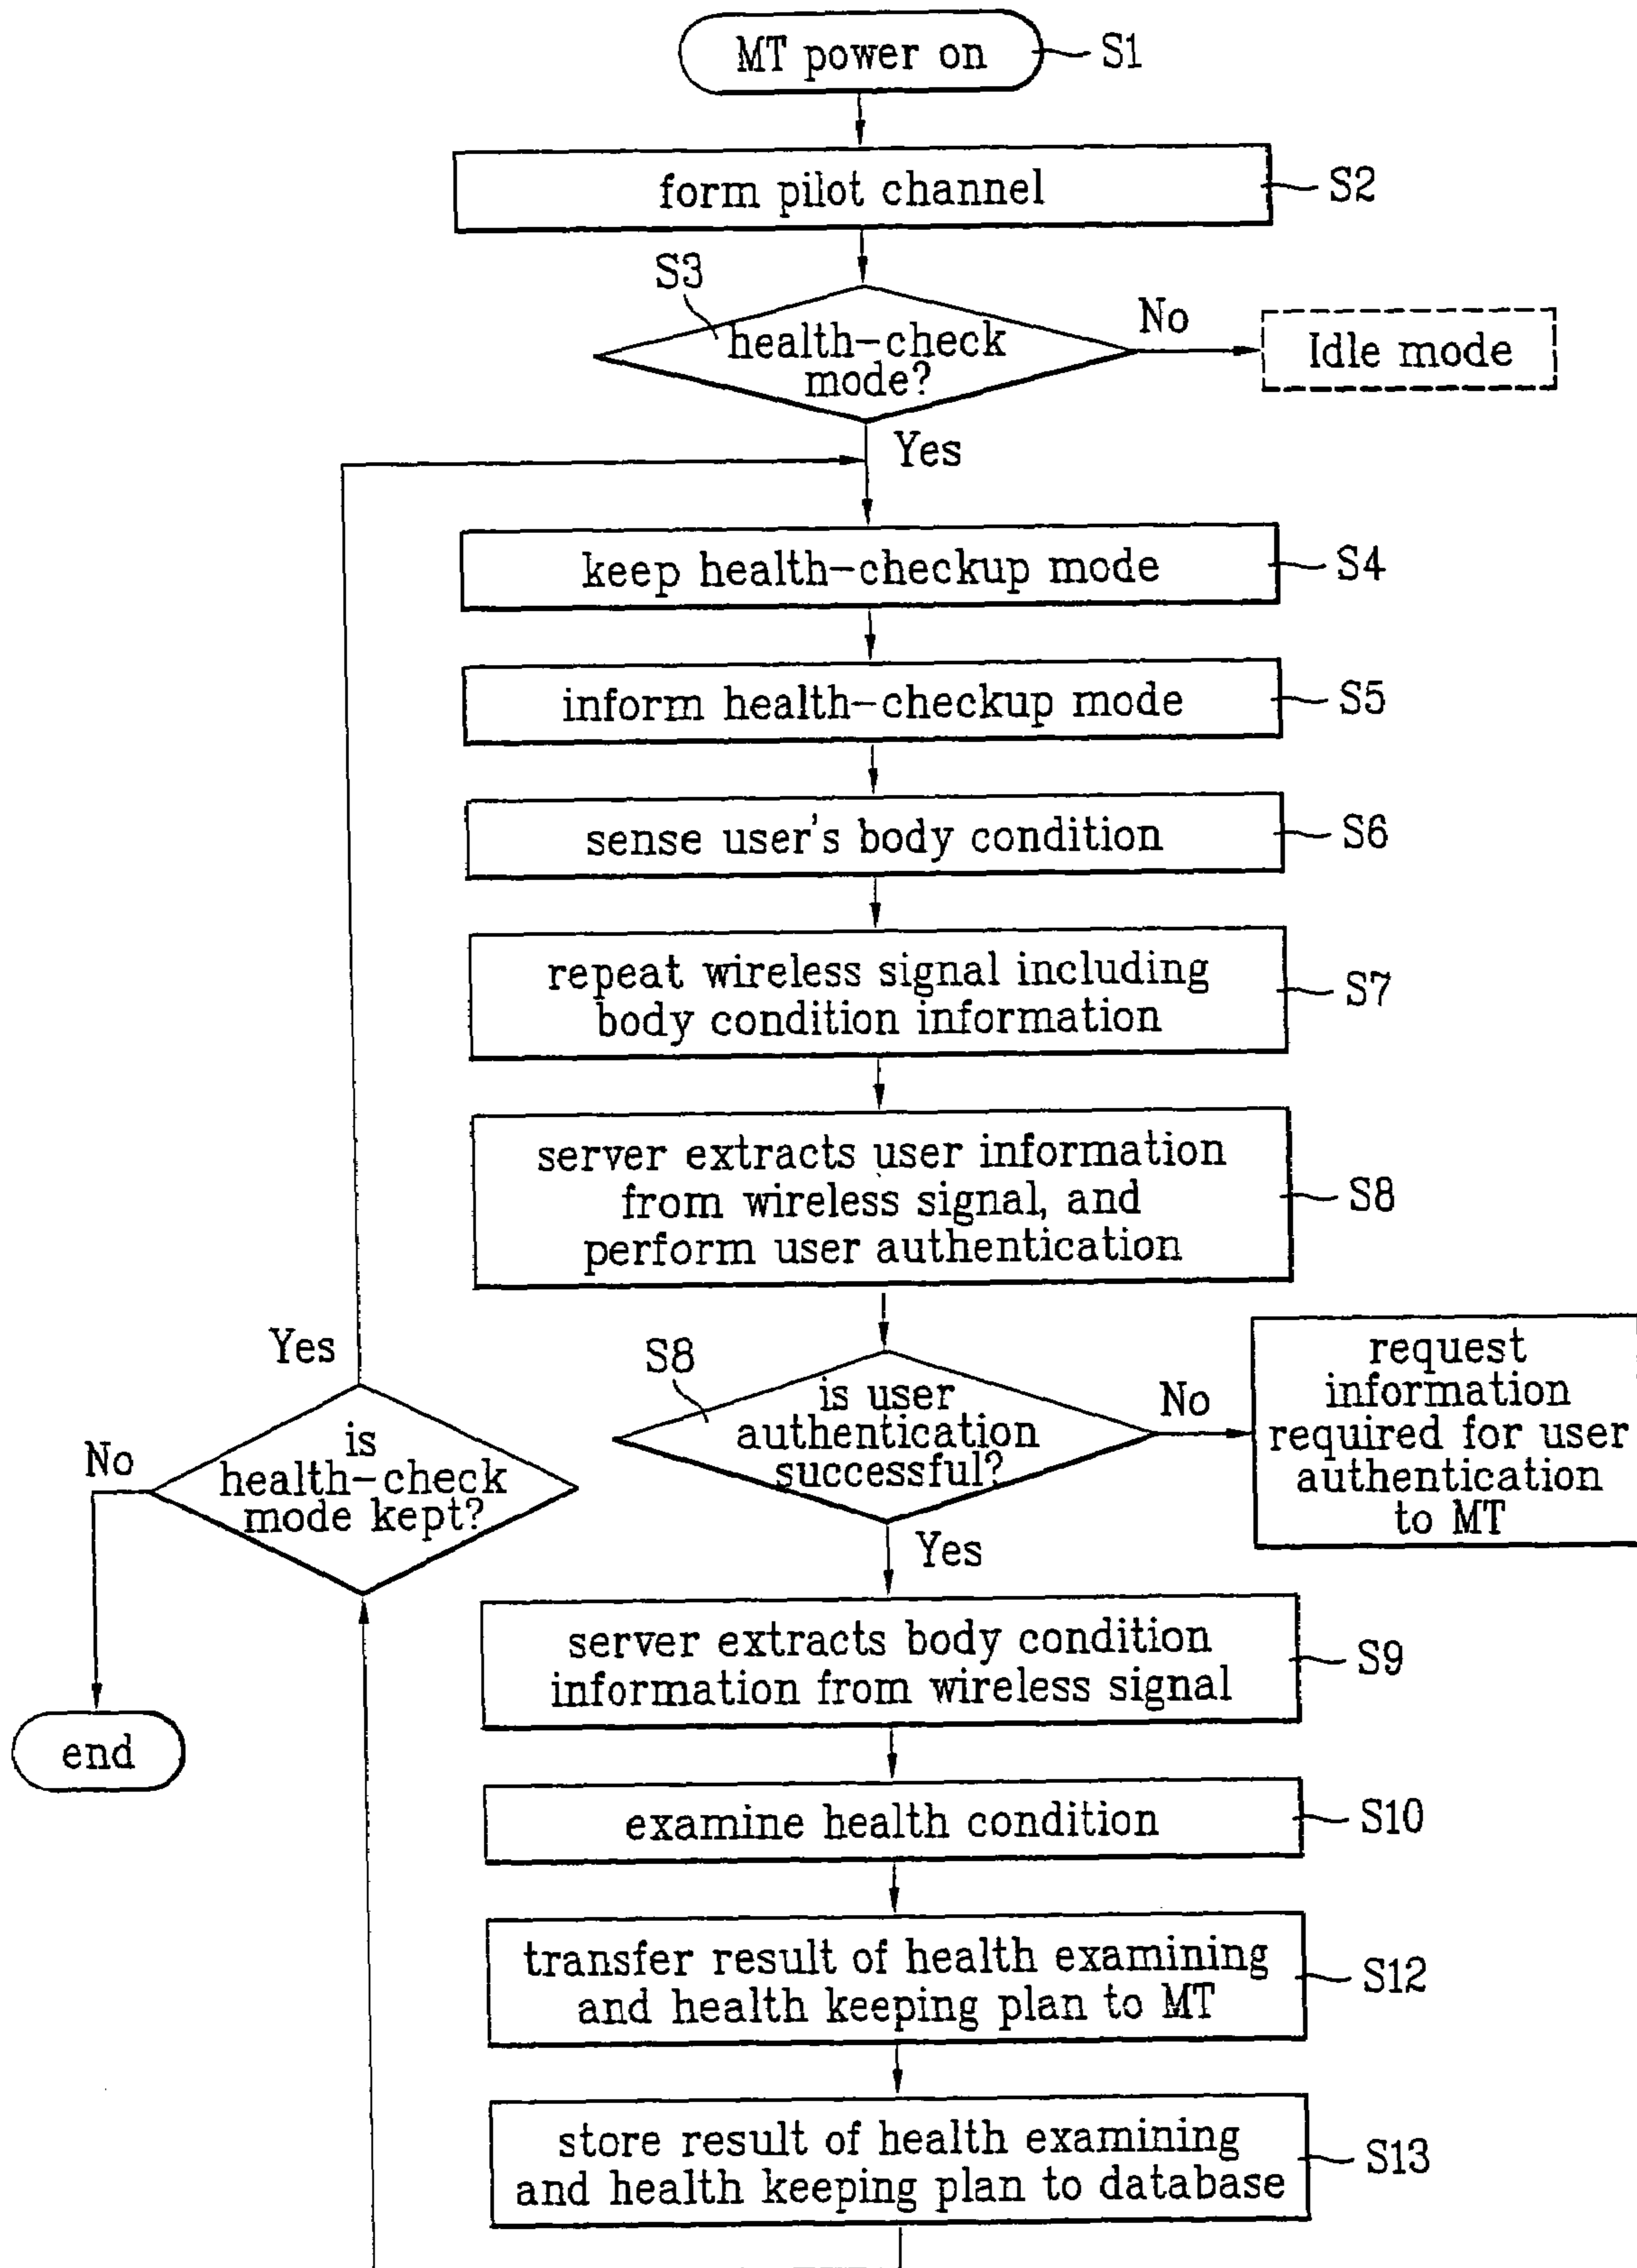 MT power on
S1
form pilot channel
S2
S3
health-check
mode?
No
Idle mode
Yes
keep health-checkup mode
S4
inform health-checkup mode
S5
sense user's body condition
S6
repeat wireless signal including
body condition information
S7
server extracts user information
from wireless signal, and
perform user authentication
S8
Yes
is
health-check
mode kept?
No
end
S8
is user
authentication
successful?
No
request
information
required for user
authentication
to MT
Yes
server extracts body condition
information from wireless signal
S9
examine health condition
S10
transfer result of health examining
and health keeping plan to MT
S12
store result of health examining
and health keeping plan to database
S13